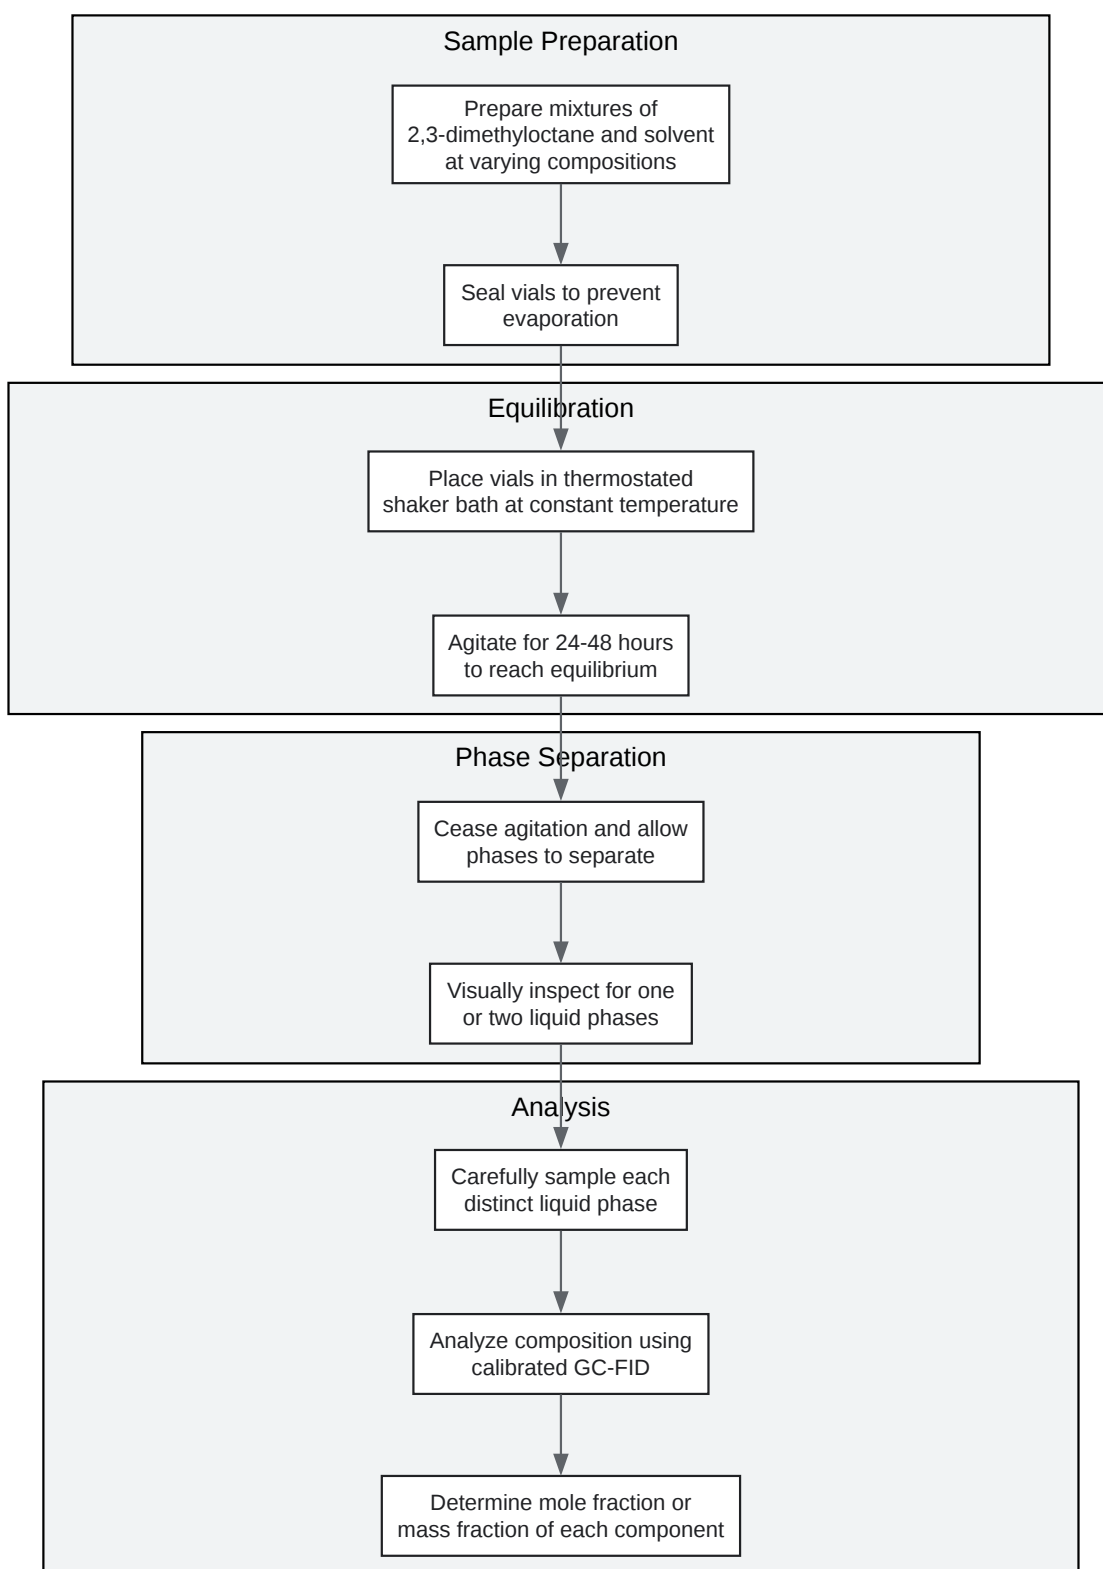 Sample Preparation
Prepare mixtures of
2,3-dimethyloctane and solvent
at varying compositions
Seal vials to prevent
evaporation
Equilibration
Place vials in thermostated
shaker bath at constant temperature
Agitate for 24-48 hours
to reach equilibrium
Phase Separation
Cease agitation and allow
phases to separate
Visually inspect for one
or two liquid phases
Analysis
Carefully sample each
distinct liquid phase
Analyze composition using
calibrated GC-FID
Determine mole fraction or
mass fraction of each component